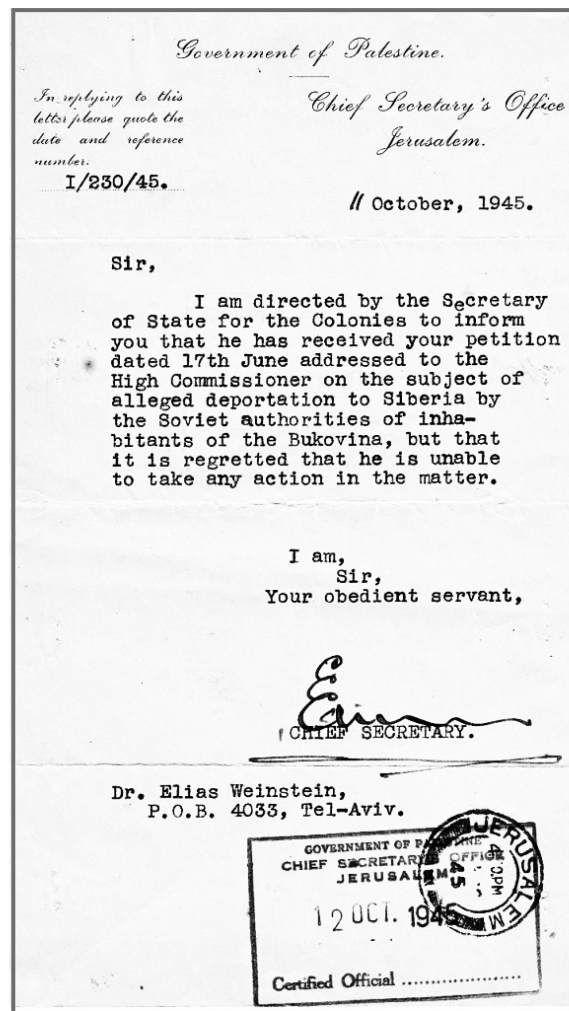 Government of Palestine.
In replying to this
letter please quote the
date and reference
number.
I/230/45.
Chief Secretary's Office
Jerusalem.
11 October, 1945.
Sir,
I am directed by the Secretary
of State for the Colonies to inform
you that he has received your petition
dated 17th June addressed to the
High Commissioner on the subject of
alleged deportation to Siberia by
the Soviet authorities of inha-
bitants of the Bukovina, but that
it is regretted that he is unable
to take any action in the matter.
I am,
Sir,
Your obedient servant,
CHIEF SECRETARY.
Dr. Elias Weinstein,
P.O.B. 4033, Tel-Aviv.
GOVERNMENT OF PALESTINE
CHIEF SECRETARY'S OFFICE
JERUSALEM
12 OCT. 1945
Certified Official ......................
JERUSALEM
PM
45